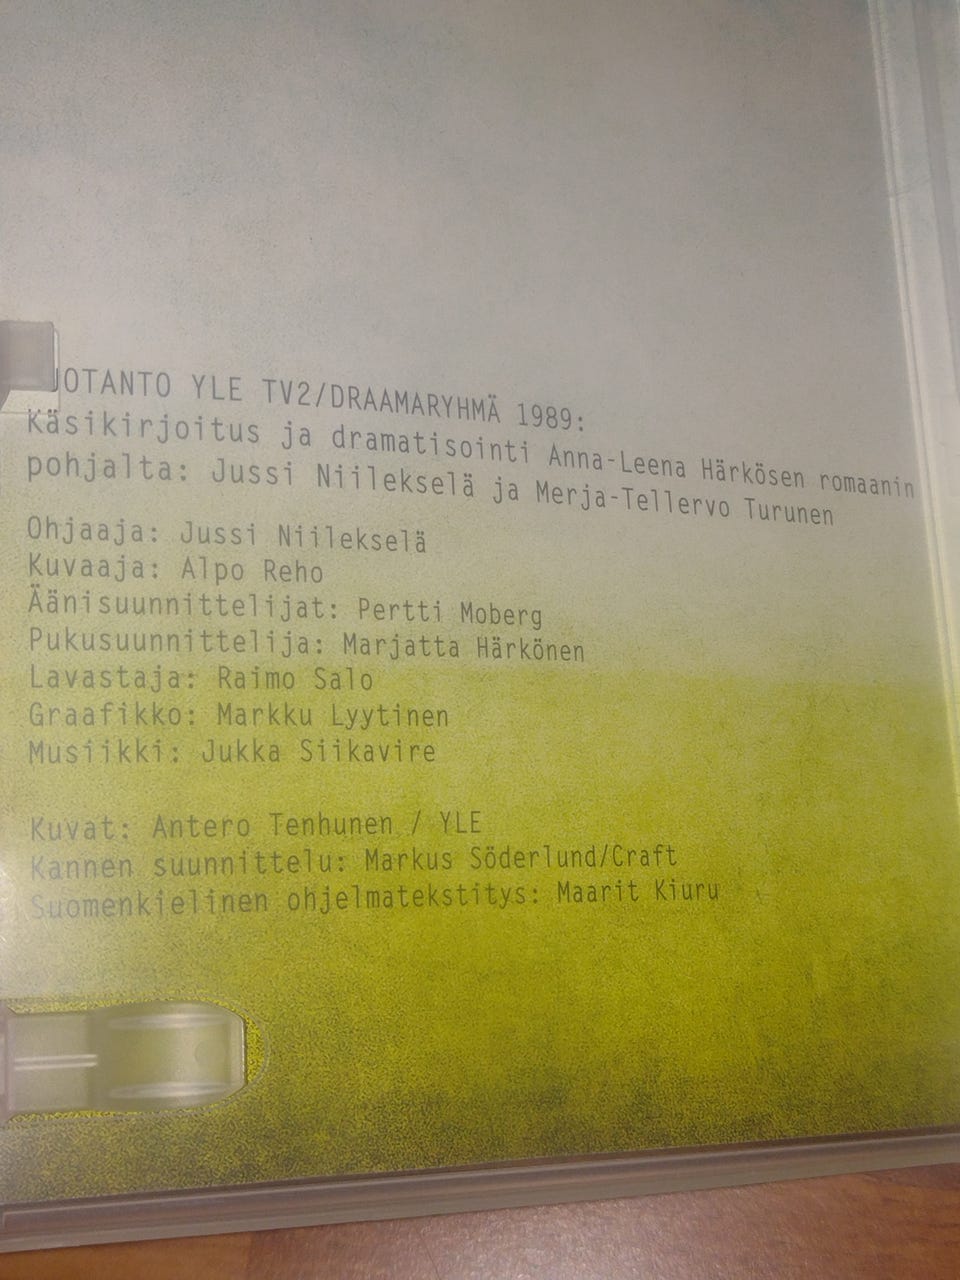 UOTANTO YLE TV2/DRAAMARYHMÄ 1989:
Käsikirjoitus ja dramatisointi Anna-Leena Härkösen romaanin
pohjalta: Jussi Niilekselä ja Merja-Tellervo Turunen
Ohjaaja: Jussi Niilekselä
Kuvaaja: Alpo Reho
Äänisuunnittelijat: Pertti Moberg
Pukusuunnittelija: Marjatta Härkönen
Lavastaja: Raimo Salo
Graafikko: Markku Lyytinen
Musiikki: Jukka Siikavire
Kuvat: Antero Tenhunen / YLE
Kannen suunnittelu: Markus Söderlund/Craft
Suomenkielinen ohjelmatekstitys: Maarit Kiuru